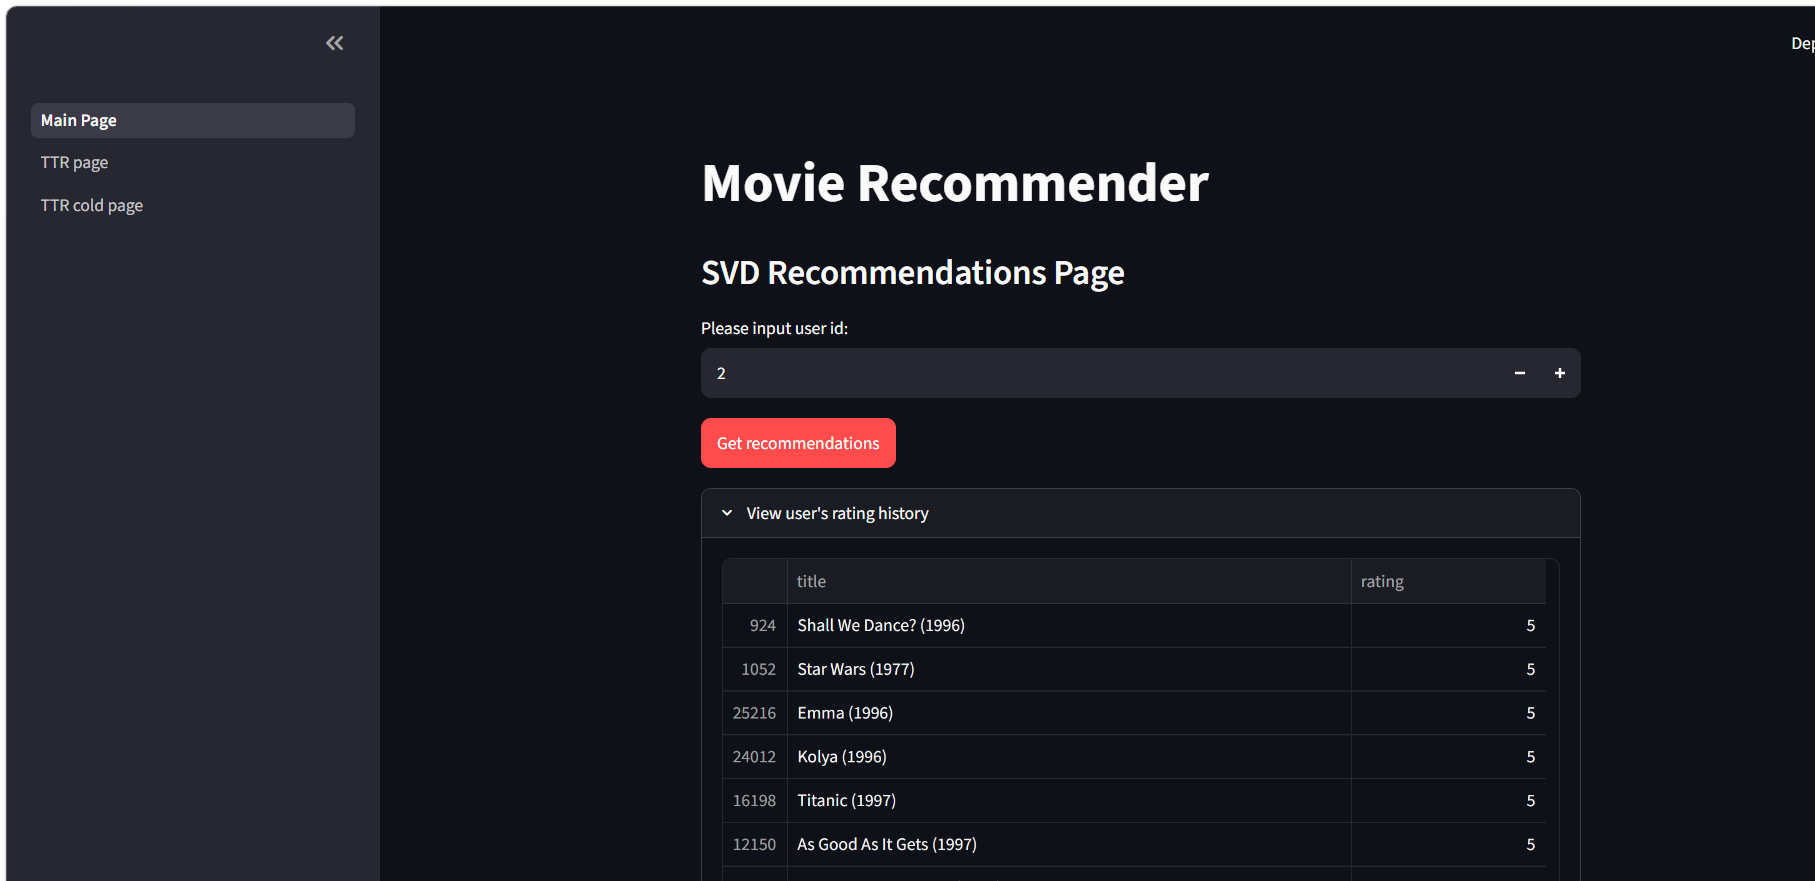 Main Page
TTR page
TTR cold page
Movie Recommender
SVD Recommendations Page
Please input user id:
2
Get recommendations
View user's rating history
title rating
924 Shall We Dance? (1996) 5
1052 Star Wars (1977) 5
25216 Emma (1996) 5
24012 Kolya (1996) 5
16198 Titanic (1997) 5
12150 As Good As It Gets (1997) 5